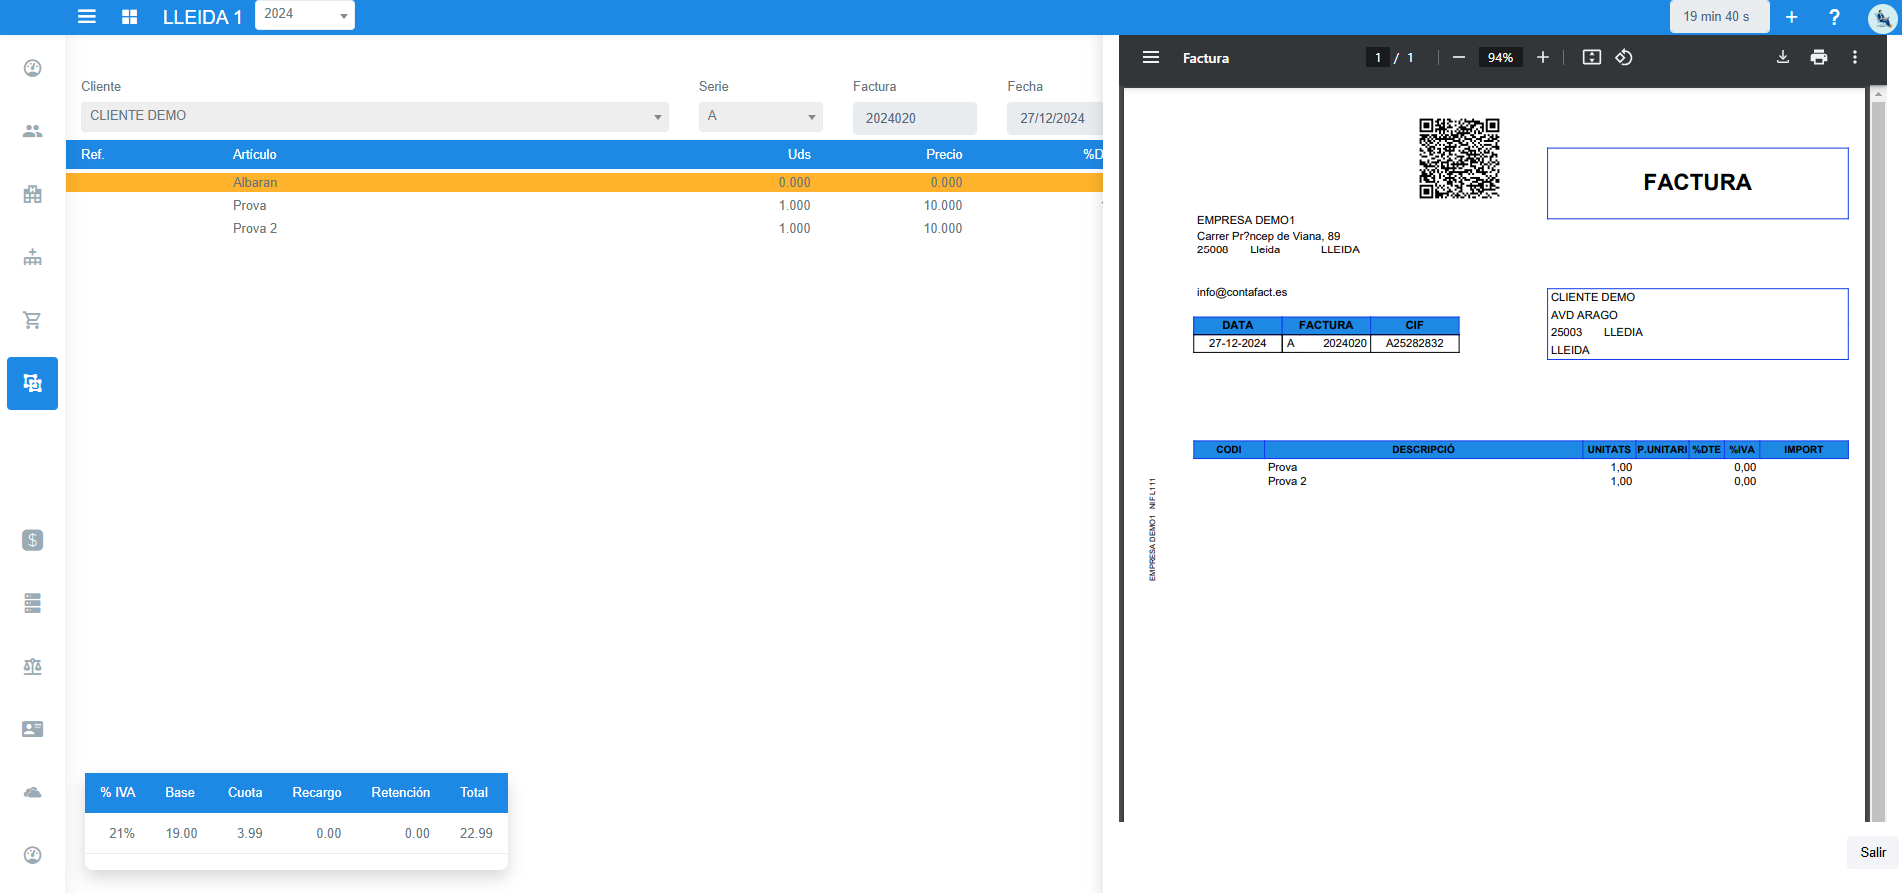 LLEIDA 1
2024
19 min 40 s
Cliente
Serie
Factura
Fecha
CLIENTE DEMO
A
2024020
27/12/2024
Ref.
Artículo
Uds
Precio
%D
Albaran
0.000
0.000
Prova
1.000
10.000
Prova 2
1.000
10.000
% IVA
Base
Cuota
Recargo
Retención
Total
21%
19.00
3.99
0.00
0.00
22.99
Factura
1 / 1
94%
FACTURA
EMPRESA DEMO1
Carrer Pr?ncep de Viana, 89
25008 Lleida LLEIDA
info@contafact.es
CLIENTE DEMO
AVD ARAGO
25003 LLEDIA
LLEIDA
DATA FACTURA CIF
27-12-2024 A 2024020 A25282832
CODI DESCRIPCIÓ UNITATS P.UNITARI %DTE %IVA IMPORT
Prova 1,00 0,00
Prova 2 1,00 0,00
EMPRESA DEMO1 NIF L111
Salir